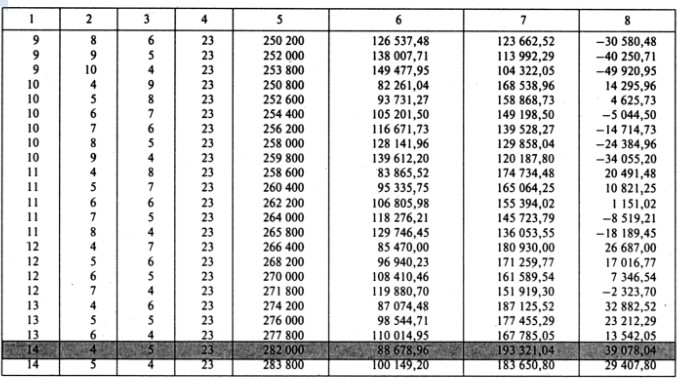 1 2 3 4 5 6 7 8
9 8 6 23 250 200 126 537,48 123 662,52 −30 580,48
9 9 5 23 252 000 138 007,71 113 992,29 −40 250,71
9 10 4 23 253 800 149 477,95 104 322,05 −49 920,95
10 4 9 23 250 800 82 261,04 168 538,96 14 295,96
10 5 8 23 252 600 93 731,27 158 868,73 4 625,73
10 6 7 23 254 400 105 201,50 149 198,50 −5 044,50
10 7 6 23 256 200 116 671,73 139 528,27 −14 714,73
10 8 5 23 258 000 128 141,96 129 858,04 −24 384,96
10 9 4 23 259 800 139 612,20 120 187,80 −34 055,20
11 4 8 23 258 600 83 865,52 174 734,48 20 491,48
11 5 7 23 260 400 95 335,75 165 064,25 10 821,25
11 6 6 23 262 200 106 805,98 155 394,02 1 151,02
11 7 5 23 264 000 118 276,21 145 723,79 −8 519,21
11 8 4 23 265 800 129 746,45 136 053,55 −18 189,45
12 4 7 23 266 400 85 470,00 180 930,00 26 687,00
12 5 6 23 268 200 96 940,23 171 259,77 17 016,77
12 6 5 23 270 000 108 410,46 161 589,54 7 346,54
12 7 4 23 271 800 119 880,70 151 919,30 −2 323,70
13 4 6 23 274 200 87 074,48 187 125,52 32 882,52
13 5 5 23 276 000 98 544,71 177 455,29 23 212,29
13 6 4 23 277 800 110 014,95 167 785,05 13 542,05
14 4 5 23 282 000 88 678,96 193 321,04 39 078,04
14 5 4 23 283 800 100 149,20 183 650,80 29 407,80